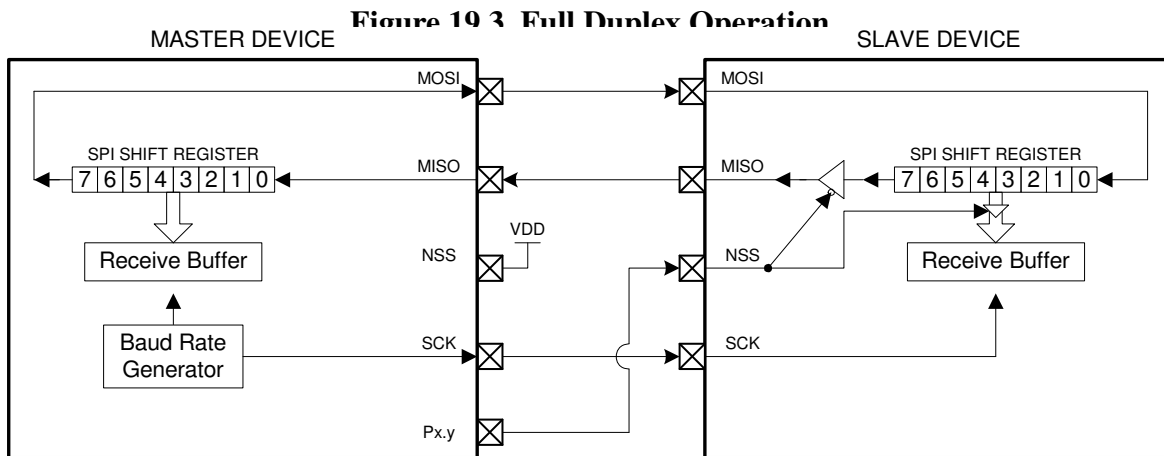 Figure 19.3. Full Duplex Operation
MASTER DEVICE
SLAVE DEVICE
MOSI
MOSI
SPI SHIFT REGISTER
7 6 5 4 3 2 1 0
MISO
MISO
SPI SHIFT REGISTER
7 6 5 4 3 2 1 0
Receive Buffer
NSS
VDD
NSS
Receive Buffer
Baud Rate
Generator
SCK
SCK
Px.y